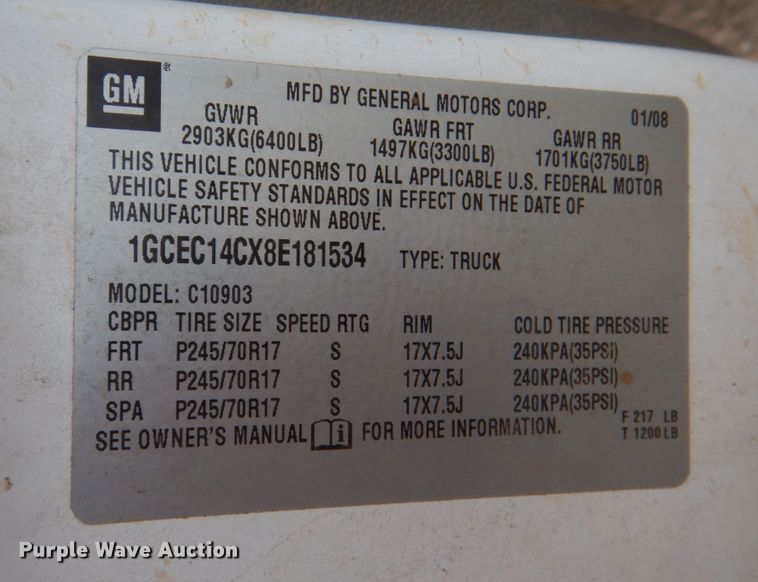 GM®
MFD BY GENERAL MOTORS CORP. 01/08
GVWR GAWR FRT GAWR RR
2903KG(6400LB) 1497KG(3300LB) 1701KG(3750LB)
THIS VEHICLE CONFORMS TO ALL APPLICABLE U.S. FEDERAL MOTOR
VEHICLE SAFETY STANDARDS IN EFFECT ON THE DATE OF
MANUFACTURE SHOWN ABOVE.
1GCEC14CX8E181534 TYPE: TRUCK
MODEL: C10903
CBPR TIRE SIZE SPEED RTG RIM COLD TIRE PRESSURE
FRT P245/70R17 S 17X7.5J 240KPA(35PSI)
RR P245/70R17 S 17X7.5J 240KPA(35PSI)
SPA P245/70R17 S 17X7.5J 240KPA(35PSI)
F 217 LB
SEE OWNER'S MANUAL i FOR MORE INFORMATION. T 1200 LB
Purple Wave Auction